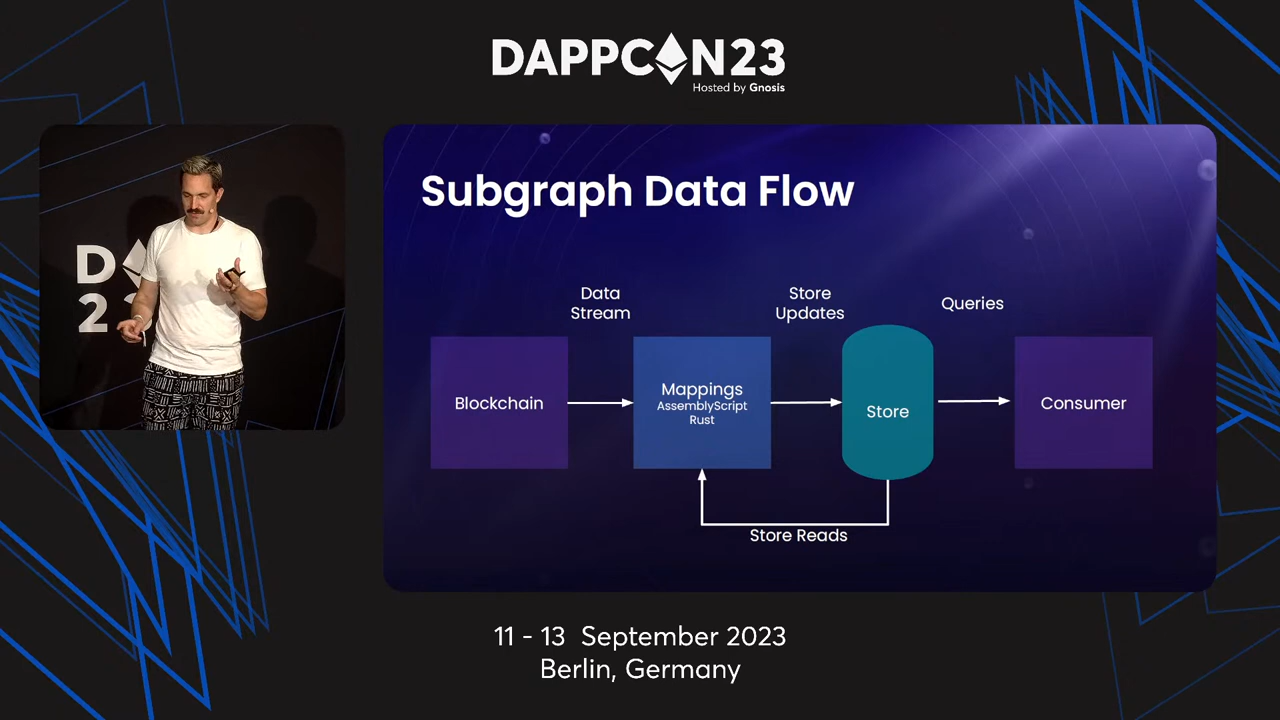 DAPPCON23
Hosted by Gnosis
D
23
Subgraph Data Flow
Data
Stream
Store
Updates
Queries
Blockchain
Mappings
AssemblyScript
Rust
Store
Consumer
Store Reads
11 - 13 September 2023
Berlin, Germany